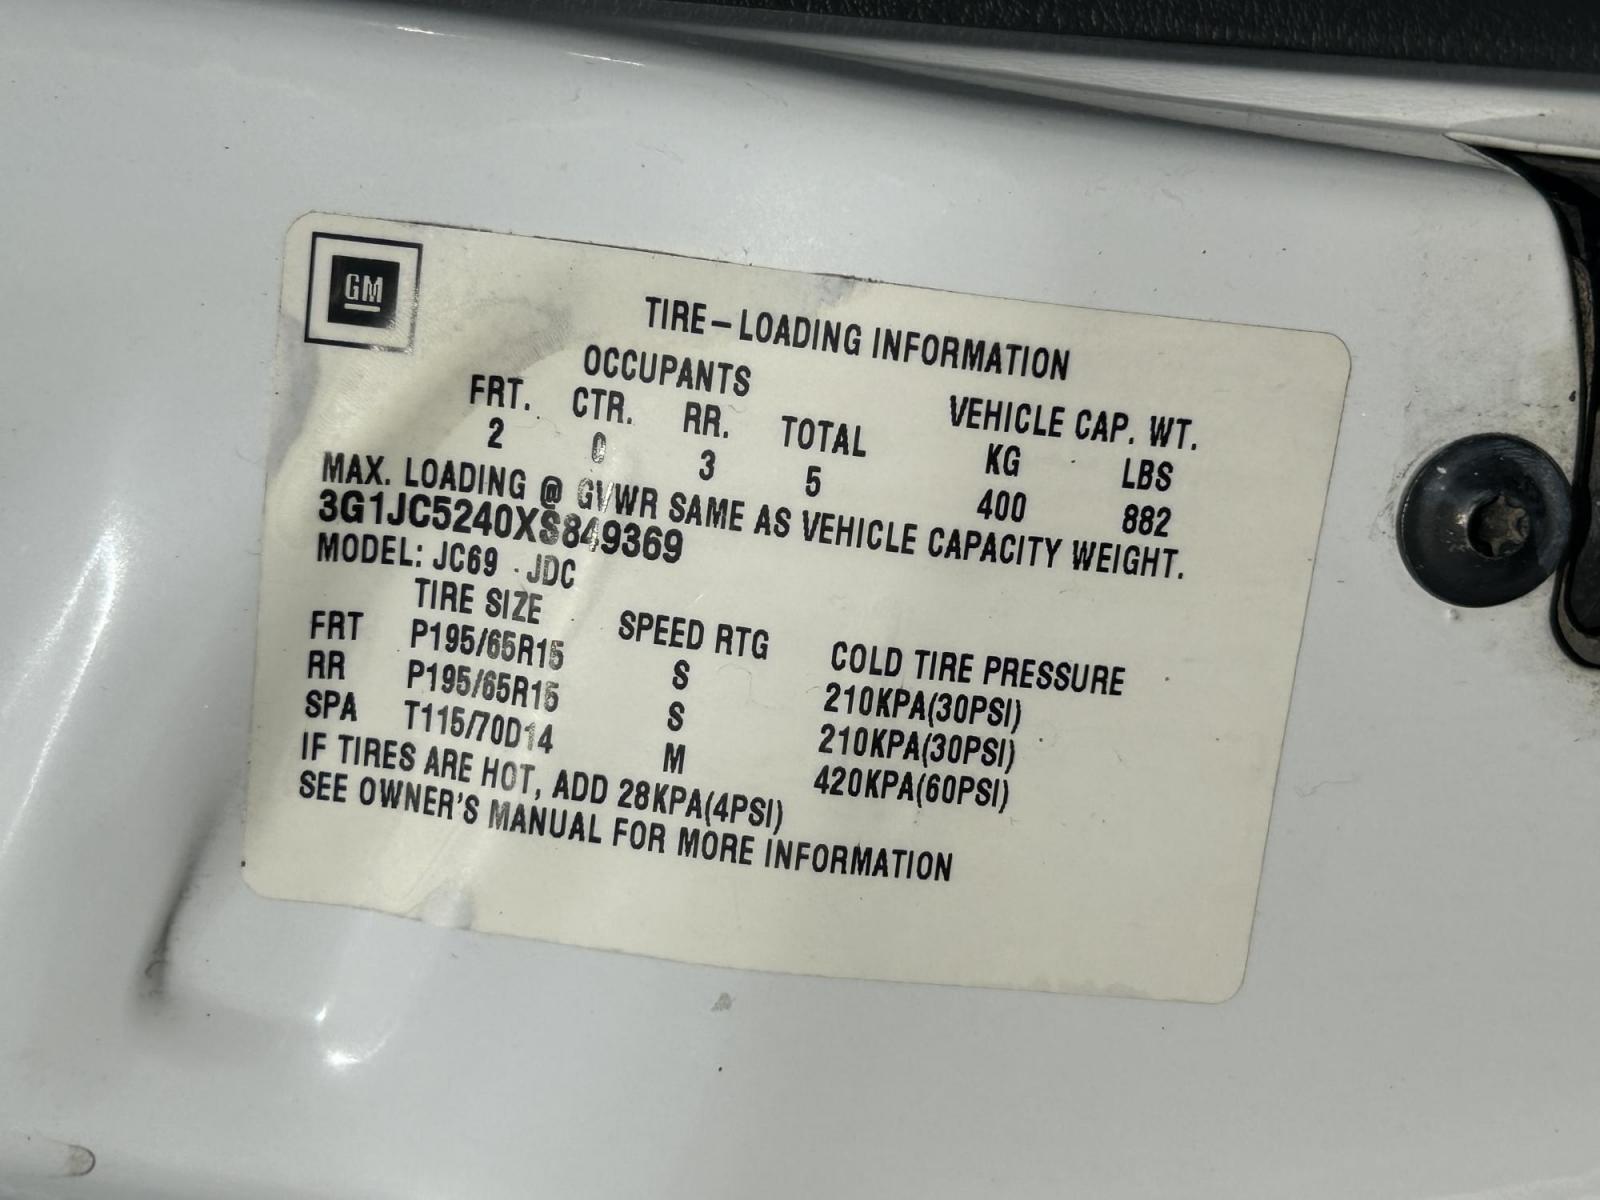 GM
TIRE-LOADING INFORMATION
OCCUPANTS VEHICLE CAP. WT.
FRT. CTR. RR. TOTAL KG LBS
2 0 3 5 400 882
MAX. LOADING @ GVWR SAME AS VEHICLE CAPACITY WEIGHT.
3G1JC5240XS849369
MODEL: JC69 JDC
TIRE SIZE SPEED RTG COLD TIRE PRESSURE
FRT P195/65R15 S 210KPA(30PSI)
RR P195/65R15 S 210KPA(30PSI)
SPA T115/70D14 M 420KPA(60PSI)
IF TIRES ARE HOT, ADD 28KPA(4PSI)
SEE OWNER'S MANUAL FOR MORE INFORMATION